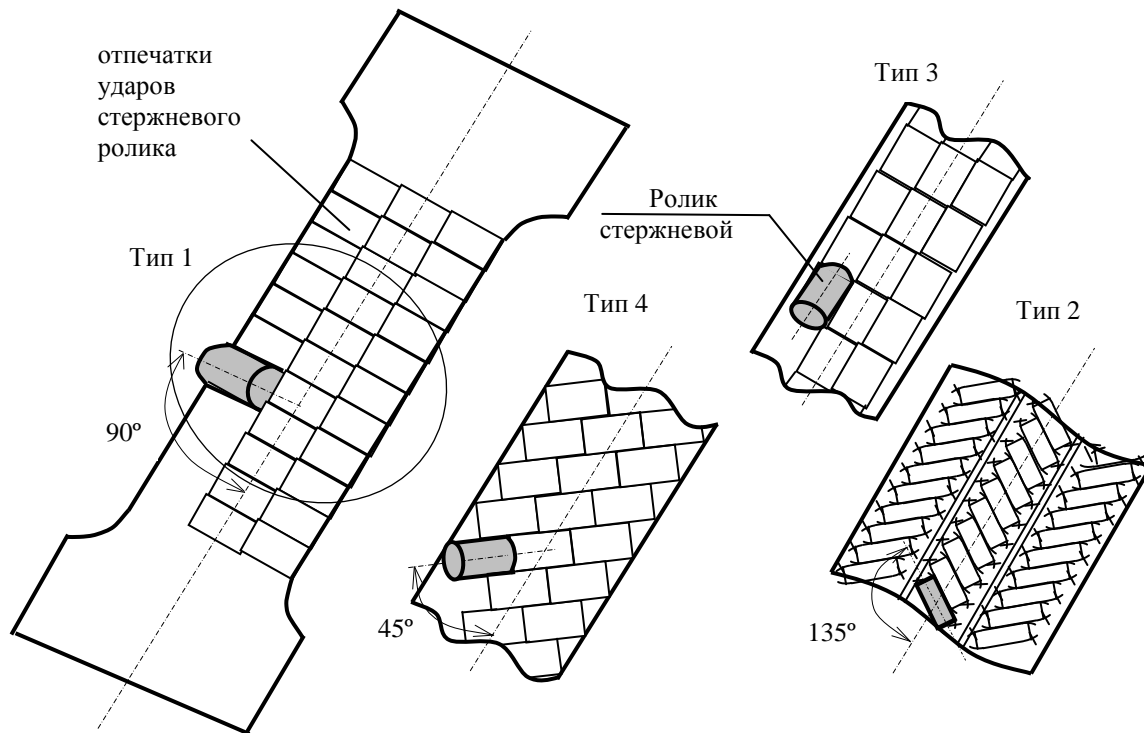 отпечатки
ударов
стержневого
ролика
Тип 3
Ролик
стержневой
Тип 1
Тип 4
Тип 2
90º
45º
135º